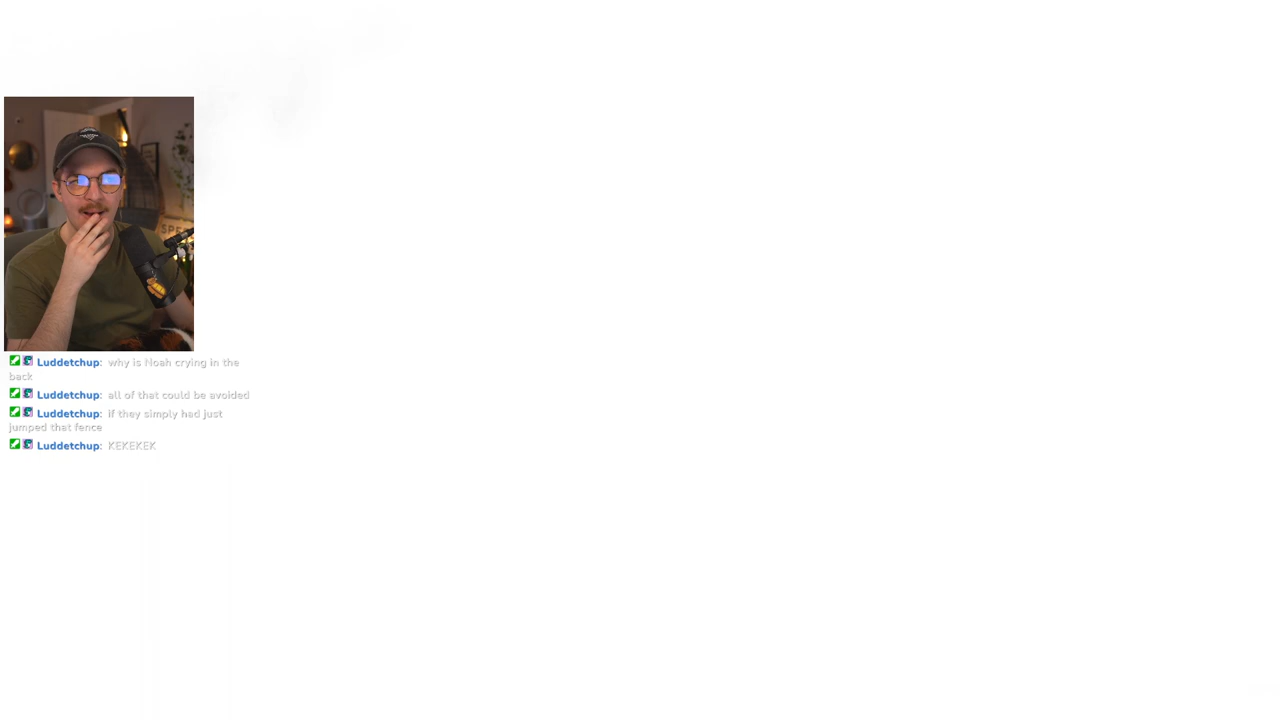 SPE
Luddetchup: why is Noah crying in the
back
Luddetchup: all of that could be avoided
Luddetchup: if they simply had just
jumped that fence
Luddetchup: KEKEKEK